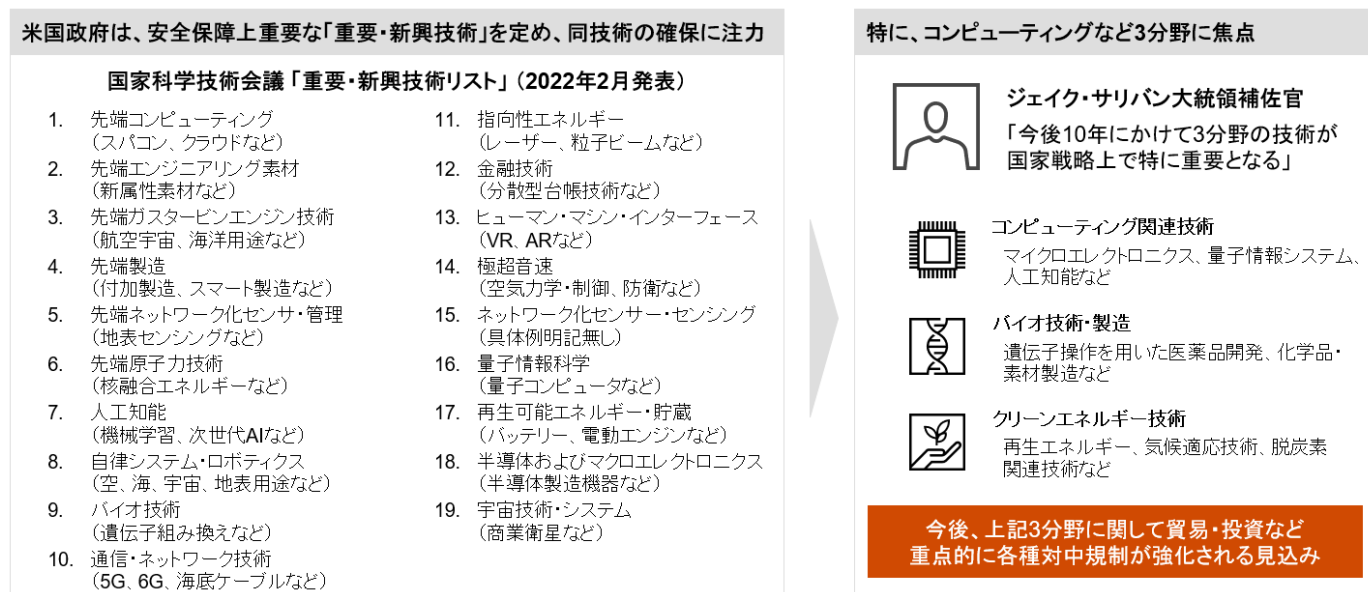 米国政府は、安全保障上重要な「重要・新興技術」を定め、同技術の確保に注力
国家科学技術会議「重要・新興技術リスト」（2022年2月発表）
1. 先端コンピューティング
（スパコン、クラウドなど）
2. 先端エンジニアリング素材
（新属性素材など）
3. 先端ガスタービンエンジン技術
（航空宇宙、海洋用途など）
4. 先端製造
（付加製造、スマート製造など）
5. 先端ネットワーク化センサ・管理
（地表センシングなど）
6. 先端原子力技術
（核融合エネルギーなど）
7. 人工知能
（機械学習、次世代AIなど）
8. 自律システム・ロボティクス
（空、海、宇宙、地表用途など）
9. バイオ技術
（遺伝子組み換えなど）
10. 通信・ネットワーク技術
（5G、6G、海底ケーブルなど）
11. 指向性エネルギー
（レーザー、粒子ビームなど）
12. 金融技術
（分散型台帳技術など）
13. ヒューマン・マシン・インターフェース
（VR、ARなど）
14. 極超音速
（空気力学・制御、防衛など）
15. ネットワーク化センサー・センシング
（具体例明記無し）
16. 量子情報科学
（量子コンピュータなど）
17. 再生可能エネルギー・貯蔵
（バッテリー、電動エンジンなど）
18. 半導体およびマクロエレクトロニクス
（半導体製造機器など）
19. 宇宙技術・システム
（商業衛星など）
特に、コンピューティングなど3分野に焦点
ジェイク・サリバン大統領補佐官
「今後10年にかけて3分野の技術が
国家戦略上で特に重要となる」
コンピューティング関連技術
マイクロエレクトロニクス、量子情報システム、
人工知能など
バイオ技術・製造
遺伝子操作を用いた医薬品開発、化学品・
素材製造など
クリーンエネルギー技術
再生エネルギー、気候適応技術、脱炭素
関連技術など
今後、上記3分野に関して貿易・投資など
重点的に各種対中規制が強化される見込み